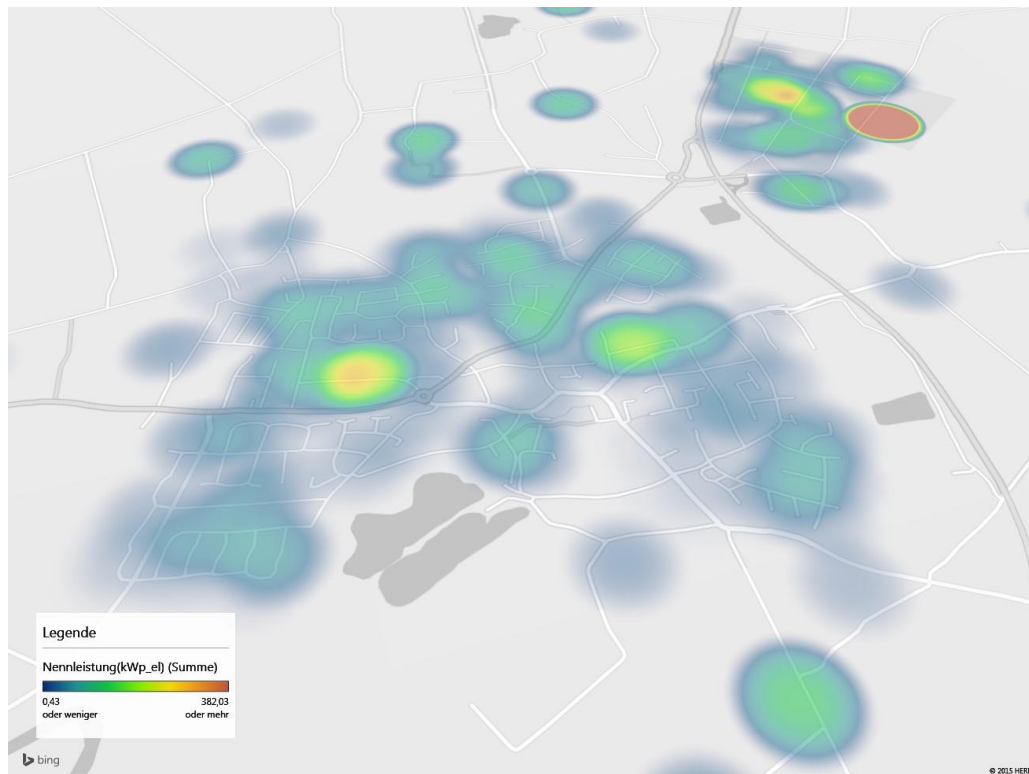 Legende
Nennleistung(kWp_el) (Summe)
0,43
382,03
oder weniger
oder mehr
bing
© 2015 HERE